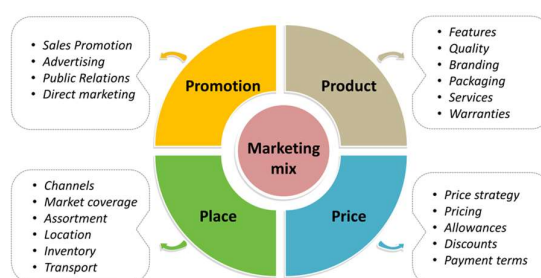 • Sales Promotion
• Advertising
• Public Relations
• Direct marketing
Promotion
Product
• Features
• Quality
• Branding
• Packaging
• Services
• Warranties
Marketing
mix
• Channels
• Market coverage
• Assortment
• Location
• Inventory
• Transport
Place
Price
• Price strategy
• Pricing
• Allowances
• Discounts
• Payment terms